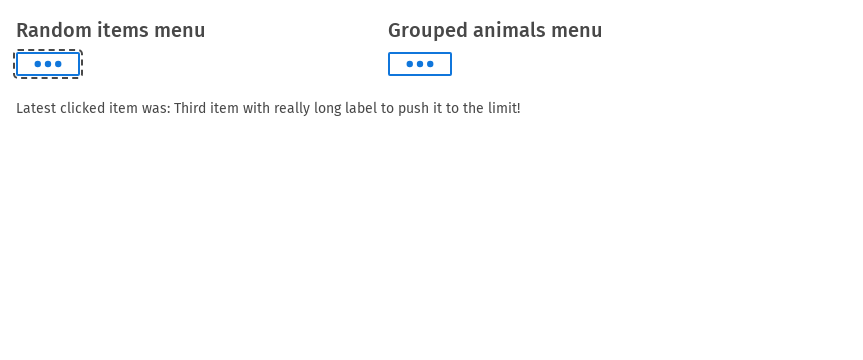 Random items menu
Grouped animals menu
Latest clicked item was: Third item with really long label to push it to the limit!